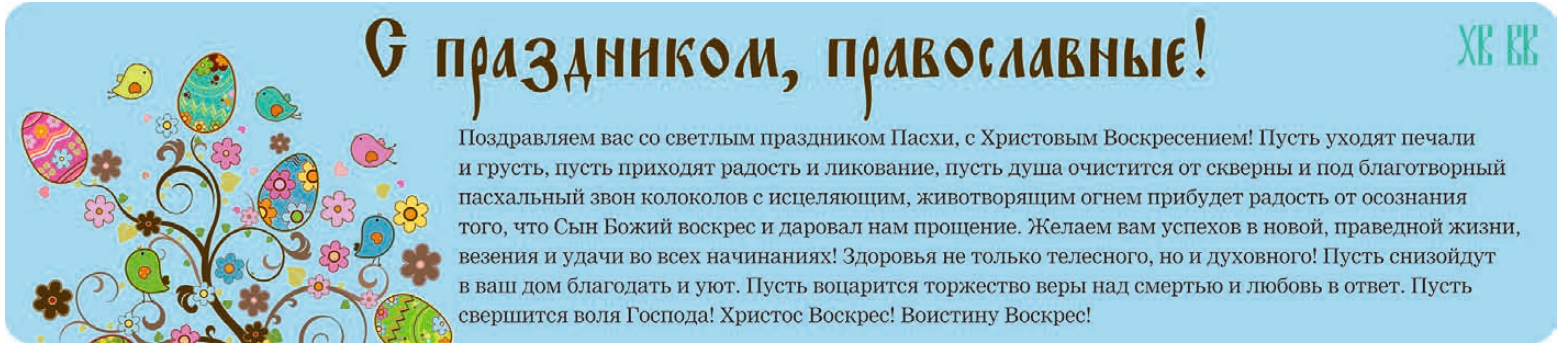 С праздником, православные!
ХВ ВВ
Поздравляем вас со светлым праздником Пасхи, с Христовым Воскресением! Пусть уходят печали
и грусть, пусть приходят радость и ликование, пусть душа очистится от скверны и под благотворный
пасхальный звон колоколов с исцеляющим, животворящим огнем прибудет радость от осознания
того, что Сын Божий воскрес и даровал нам прощение. Желаем вам успехов в новой, праведной жизни,
везения и удачи во всех начинаниях! Здоровья не только телесного, но и духовного! Пусть снизойдут
в ваш дом благодать и уют. Пусть воцарится торжество веры над смертью и любовь в ответ. Пусть
свершится воля Господа! Христос Воскрес! Воистину Воскрес!